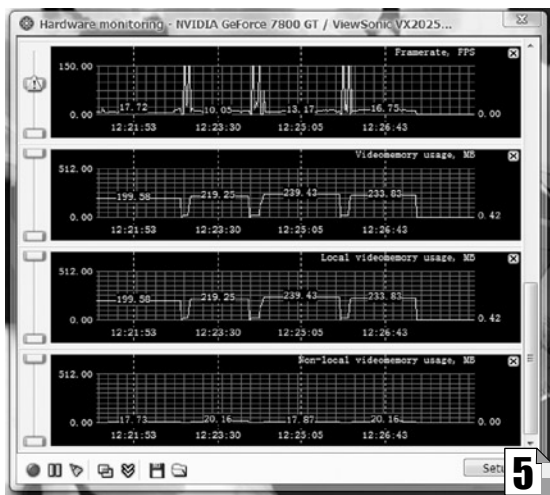 Hardware monitoring - NVIDIA GeForce 7800 GT / ViewSonic VX2025...
Framerate, FPS
150.00
17.72 10.05 13.17 16.75
0.00 0.00
12:21:53 12:23:30 12:25:05 12:26:43
Videomemory usage, MB
512.00
199.58 219.25 239.43 233.83
0.00 0.42
12:21:53 12:23:30 12:25:05 12:26:43
Local videomemory usage, MB
512.00
199.58 219.25 239.43 233.83
0.00 0.42
12:21:53 12:23:30 12:25:05 12:26:43
Non-local videomemory usage, MB
512.00
17.73 20.16 17.87 20.16
0.00 0.00
12:21:53 12:23:30 12:25:05 12:26:43
Setu
5